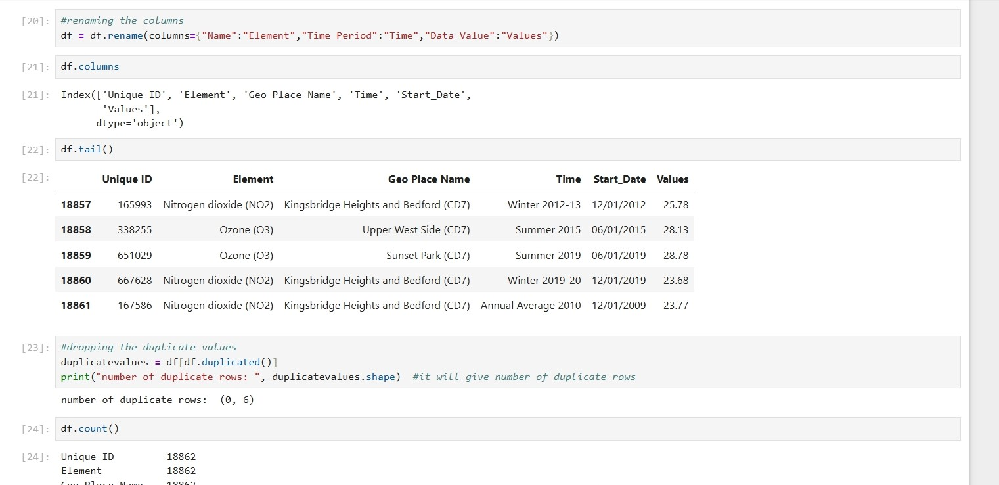 [20]: #renaming the columns
df = df.rename(columns={"Name":"Element","Time Period":"Time","Data Value":"Values"})
[21]: df.columns
[21]: Index(['Unique ID', 'Element', 'Geo Place Name', 'Time', 'Start_Date',
'Values'],
dtype='object')
[22]: df.tail()
[22]: Unique ID Element Geo Place Name Time Start_Date Values
18857 165993 Nitrogen dioxide (NO2) Kingsbridge Heights and Bedford (CD7) Winter 2012-13 12/01/2012 25.78
18858 338255 Ozone (O3) Upper West Side (CD7) Summer 2015 06/01/2015 28.13
18859 651029 Ozone (O3) Sunset Park (CD7) Summer 2019 06/01/2019 28.78
18860 667628 Nitrogen dioxide (NO2) Kingsbridge Heights and Bedford (CD7) Winter 2019-20 12/01/2019 23.68
18861 167586 Nitrogen dioxide (NO2) Kingsbridge Heights and Bedford (CD7) Annual Average 2010 12/01/2009 23.77
[23]: #dropping the duplicate values
duplicatevalues = df[df.duplicated()]
print("number of duplicate rows: ", duplicatevalues.shape)  #it will give number of duplicate rows
number of duplicate rows:  (0, 6)
[24]: df.count()
[24]: Unique ID 18862
Element 18862
Geo Place Name 18862